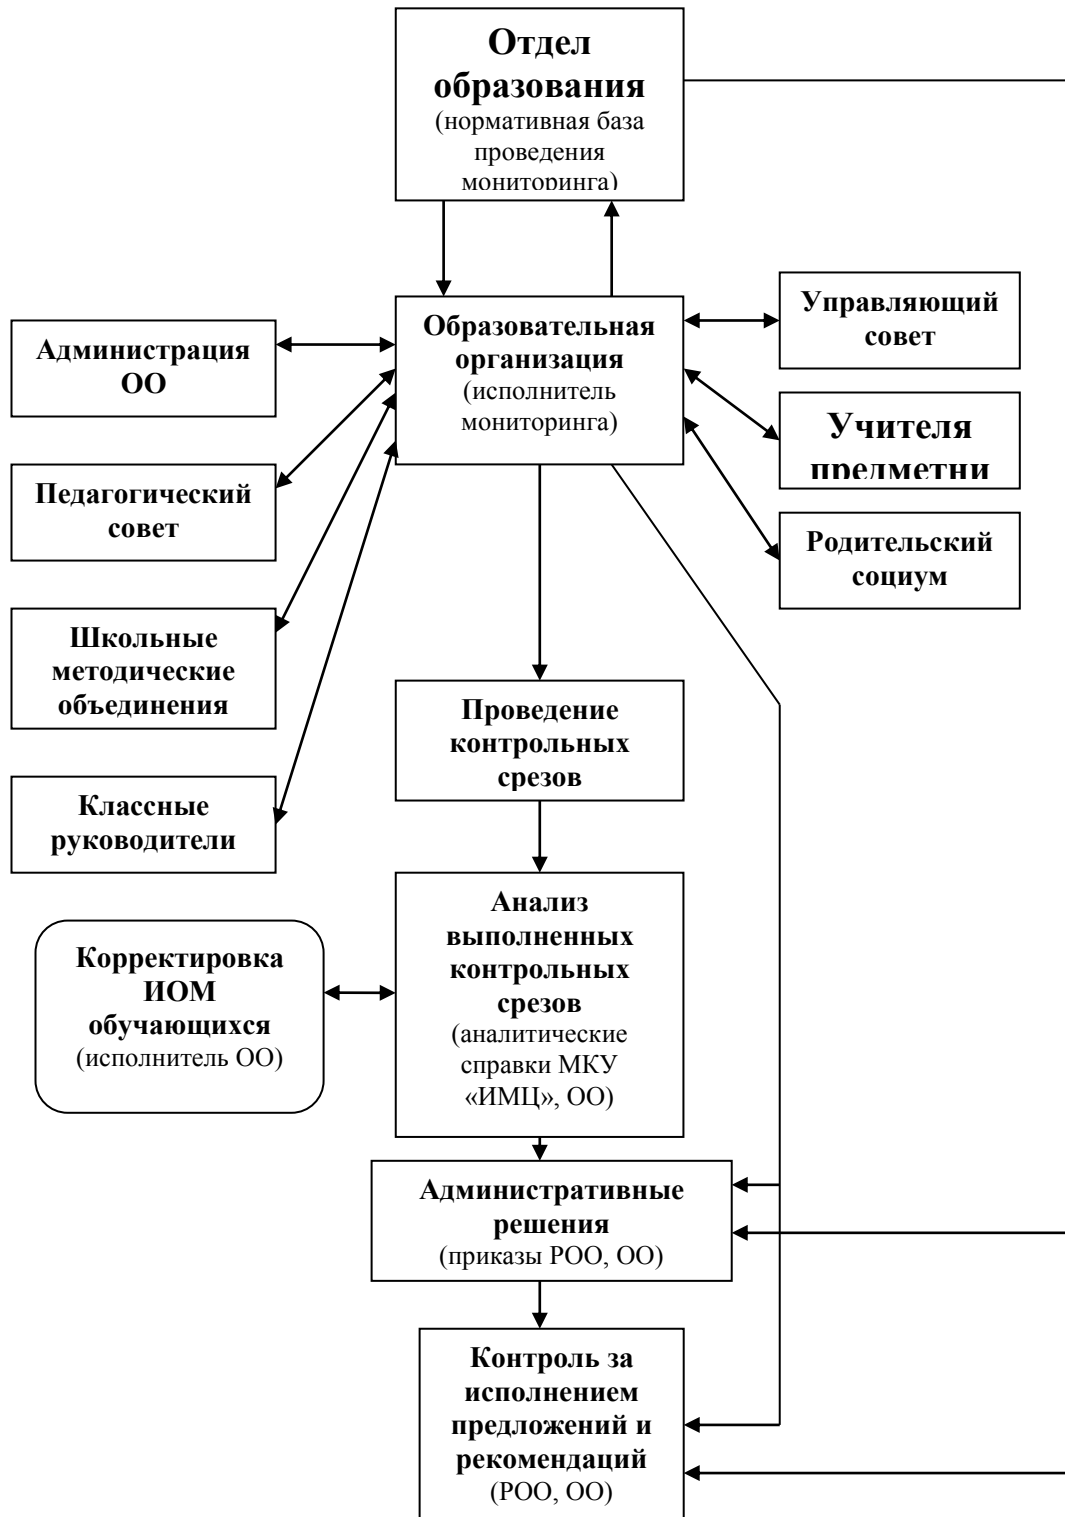 Отдел
образования
(нормативная база
проведения
мониторинга)
Образовательная
организация
(исполнитель
мониторинга)
Администрация
ОО
Педагогический
совет
Школьные
методические
объединения
Классные
руководители
Управляющий
совет
Учителя
предметни
Родительский
социум
Проведение
контрольных
срезов
Анализ
выполненных
контрольных
срезов
(аналитические
справки МКУ
«ИМЦ», ОО)
Корректировка
ИОМ
обучающихся
(исполнитель ОО)
Административные
решения
(приказы РОО, ОО)
Контроль за
исполнением
предложений и
рекомендаций
(РОО, ОО)